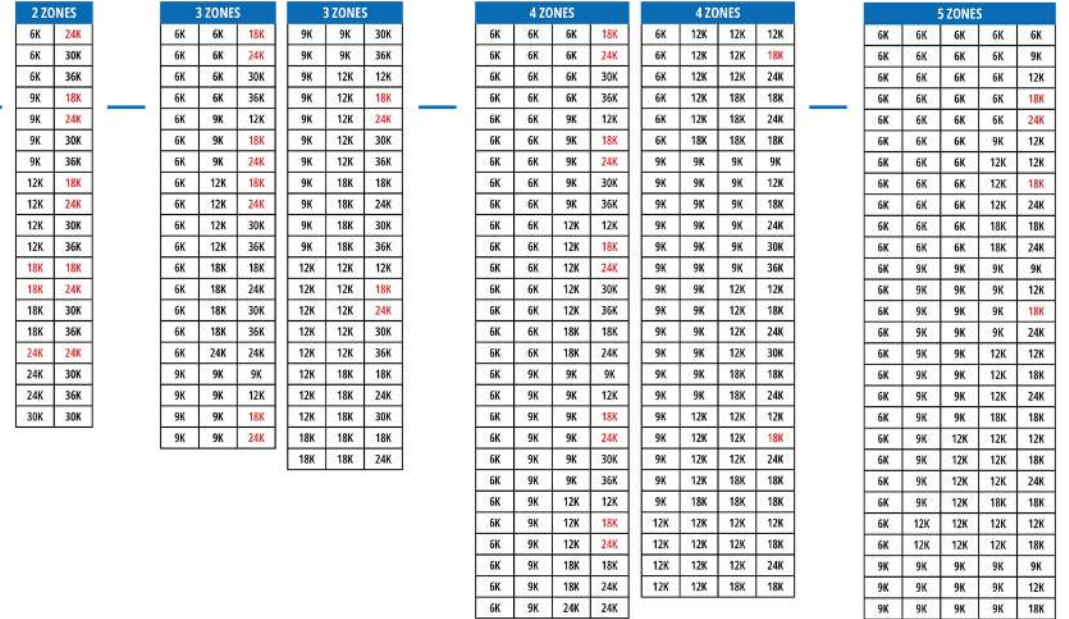 2 ZONES
6K 24K
6K 30K
6K 36K
9K 18K
9K 24K
9K 30K
9K 36K
12K 18K
12K 24K
12K 30K
12K 36K
18K 18K
18K 24K
18K 30K
18K 36K
24K 24K
24K 30K
24K 36K
30K 30K
3 ZONES
6K 6K 18K
6K 6K 24K
6K 6K 30K
6K 6K 36K
6K 9K 12K
6K 9K 18K
6K 9K 24K
6K 12K 18K
6K 12K 24K
6K 12K 30K
6K 12K 36K
6K 18K 18K
6K 18K 24K
6K 18K 30K
6K 18K 36K
6K 24K 24K
9K 9K 9K
9K 9K 12K
9K 9K 18K
9K 9K 24K
3 ZONES
9K 9K 30K
9K 9K 36K
9K 12K 12K
9K 12K 18K
9K 12K 24K
9K 12K 30K
9K 12K 36K
9K 18K 18K
9K 18K 24K
9K 18K 30K
9K 18K 36K
12K 12K 12K
12K 12K 18K
12K 12K 24K
12K 12K 30K
12K 12K 36K
12K 18K 18K
12K 18K 24K
12K 18K 30K
18K 18K 18K
18K 18K 24K
4 ZONES
6K 6K 6K 18K
6K 6K 6K 24K
6K 6K 6K 30K
6K 6K 6K 36K
6K 6K 9K 12K
6K 6K 9K 18K
6K 6K 9K 24K
6K 6K 9K 30K
6K 6K 9K 36K
6K 6K 12K 12K
6K 6K 12K 18K
6K 6K 12K 24K
6K 6K 12K 30K
6K 6K 12K 36K
6K 6K 18K 18K
6K 6K 18K 24K
6K 9K 9K 9K
6K 9K 9K 12K
6K 9K 9K 18K
6K 9K 9K 24K
6K 9K 9K 30K
6K 9K 9K 36K
6K 9K 12K 12K
6K 9K 12K 18K
6K 9K 12K 24K
6K 9K 18K 18K
6K 9K 18K 24K
6K 9K 24K 24K
4 ZONES
6K 12K 12K 12K
6K 12K 12K 18K
6K 12K 12K 24K
6K 12K 18K 18K
6K 12K 18K 24K
6K 18K 18K 18K
9K 9K 9K 9K
9K 9K 9K 12K
9K 9K 9K 18K
9K 9K 9K 24K
9K 9K 9K 30K
9K 9K 9K 36K
9K 9K 12K 12K
9K 9K 12K 18K
9K 9K 12K 24K
9K 9K 12K 30K
9K 9K 18K 18K
9K 9K 18K 24K
9K 12K 12K 12K
9K 12K 12K 18K
9K 12K 12K 24K
9K 12K 18K 18K
9K 18K 18K 18K
12K 12K 12K 12K
12K 12K 12K 18K
12K 12K 12K 24K
12K 12K 18K 18K
5 ZONES
6K 6K 6K 6K 6K
6K 6K 6K 6K 9K
6K 6K 6K 6K 12K
6K 6K 6K 6K 18K
6K 6K 6K 6K 24K
6K 6K 6K 9K 12K
6K 6K 6K 12K 12K
6K 6K 6K 12K 18K
6K 6K 6K 12K 24K
6K 6K 6K 18K 18K
6K 6K 6K 18K 24K
6K 9K 9K 9K 9K
6K 9K 9K 9K 12K
6K 9K 9K 9K 18K
6K 9K 9K 9K 24K
6K 9K 9K 12K 12K
6K 9K 9K 12K 18K
6K 9K 9K 12K 24K
6K 9K 9K 18K 18K
6K 9K 12K 12K 12K
6K 9K 12K 12K 18K
6K 9K 12K 12K 24K
6K 9K 12K 18K 18K
6K 12K 12K 12K 12K
6K 12K 12K 12K 18K
9K 9K 9K 9K 9K
9K 9K 9K 9K 12K
9K 9K 9K 9K 18K